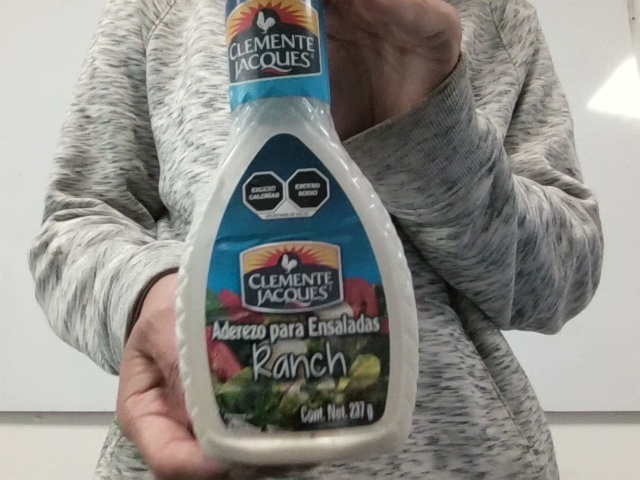 CLEMENTE
JACQUES
EXCESO
CALORÍAS
EXCESO
SODIO
CLEMENTE
JACQUES
Aderezo para Ensaladas
Ranch
Cont. Net. 237 g